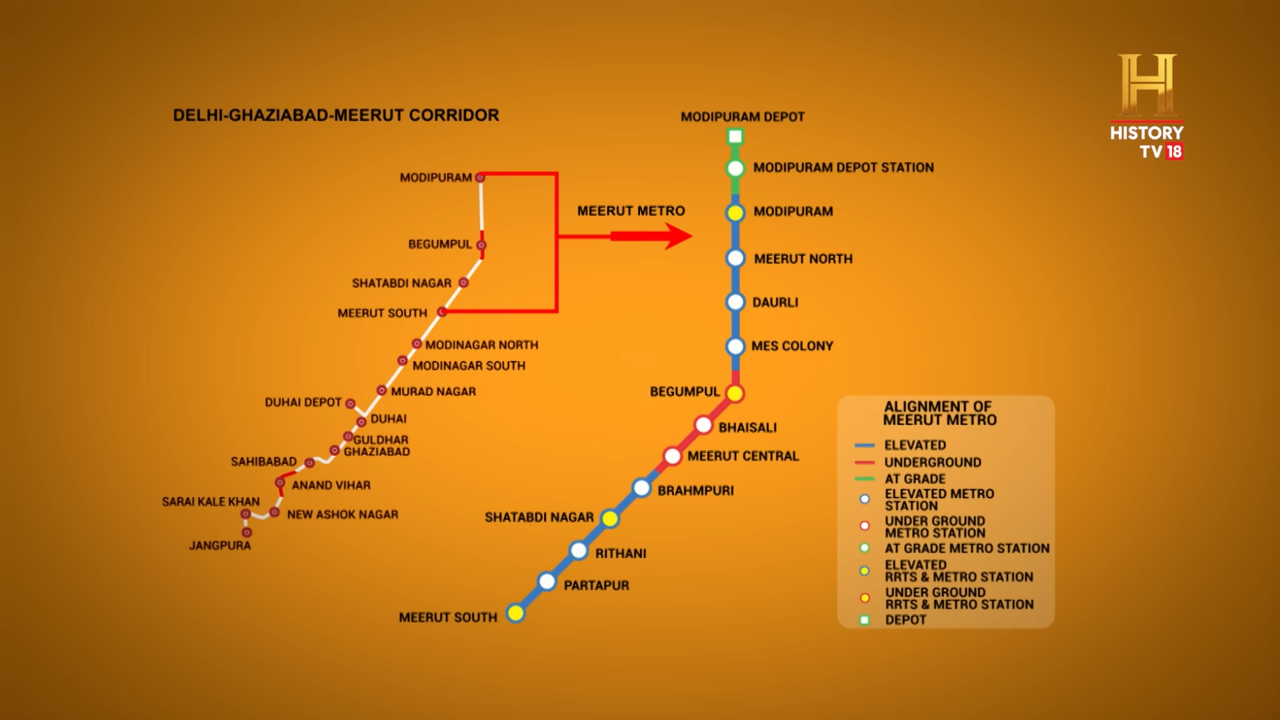 DELHI-GHAZIABAD-MEERUT CORRIDOR
MODIPURAM
BEGUMPUL
SHATABDI NAGAR
MEERUT SOUTH
MODINAGAR NORTH
MODINAGAR SOUTH
MURAD NAGAR
DUHAI DEPOT
DUHAI
GULDHAR
GHAZIABAD
SAHIBABAD
ANAND VIHAR
SARAI KALE KHAN
NEW ASHOK NAGAR
JANGPURA
MEERUT METRO
MODIPURAM DEPOT
MODIPURAM DEPOT STATION
MODIPURAM
MEERUT NORTH
DAURLI
MES COLONY
BEGUMPUL
BHAISALI
MEERUT CENTRAL
BRAHMPURI
SHATABDI NAGAR
RITHANI
PARTAPUR
MEERUT SOUTH
H
HISTORY
TV 18
ALIGNMENT OF
MEERUT METRO
ELEVATED
UNDERGROUND
AT GRADE
ELEVATED METRO
STATION
UNDER GROUND
METRO STATION
AT GRADE METRO STATION
ELEVATED
RRTS & METRO STATION
UNDER GROUND
RRTS & METRO STATION
DEPOT